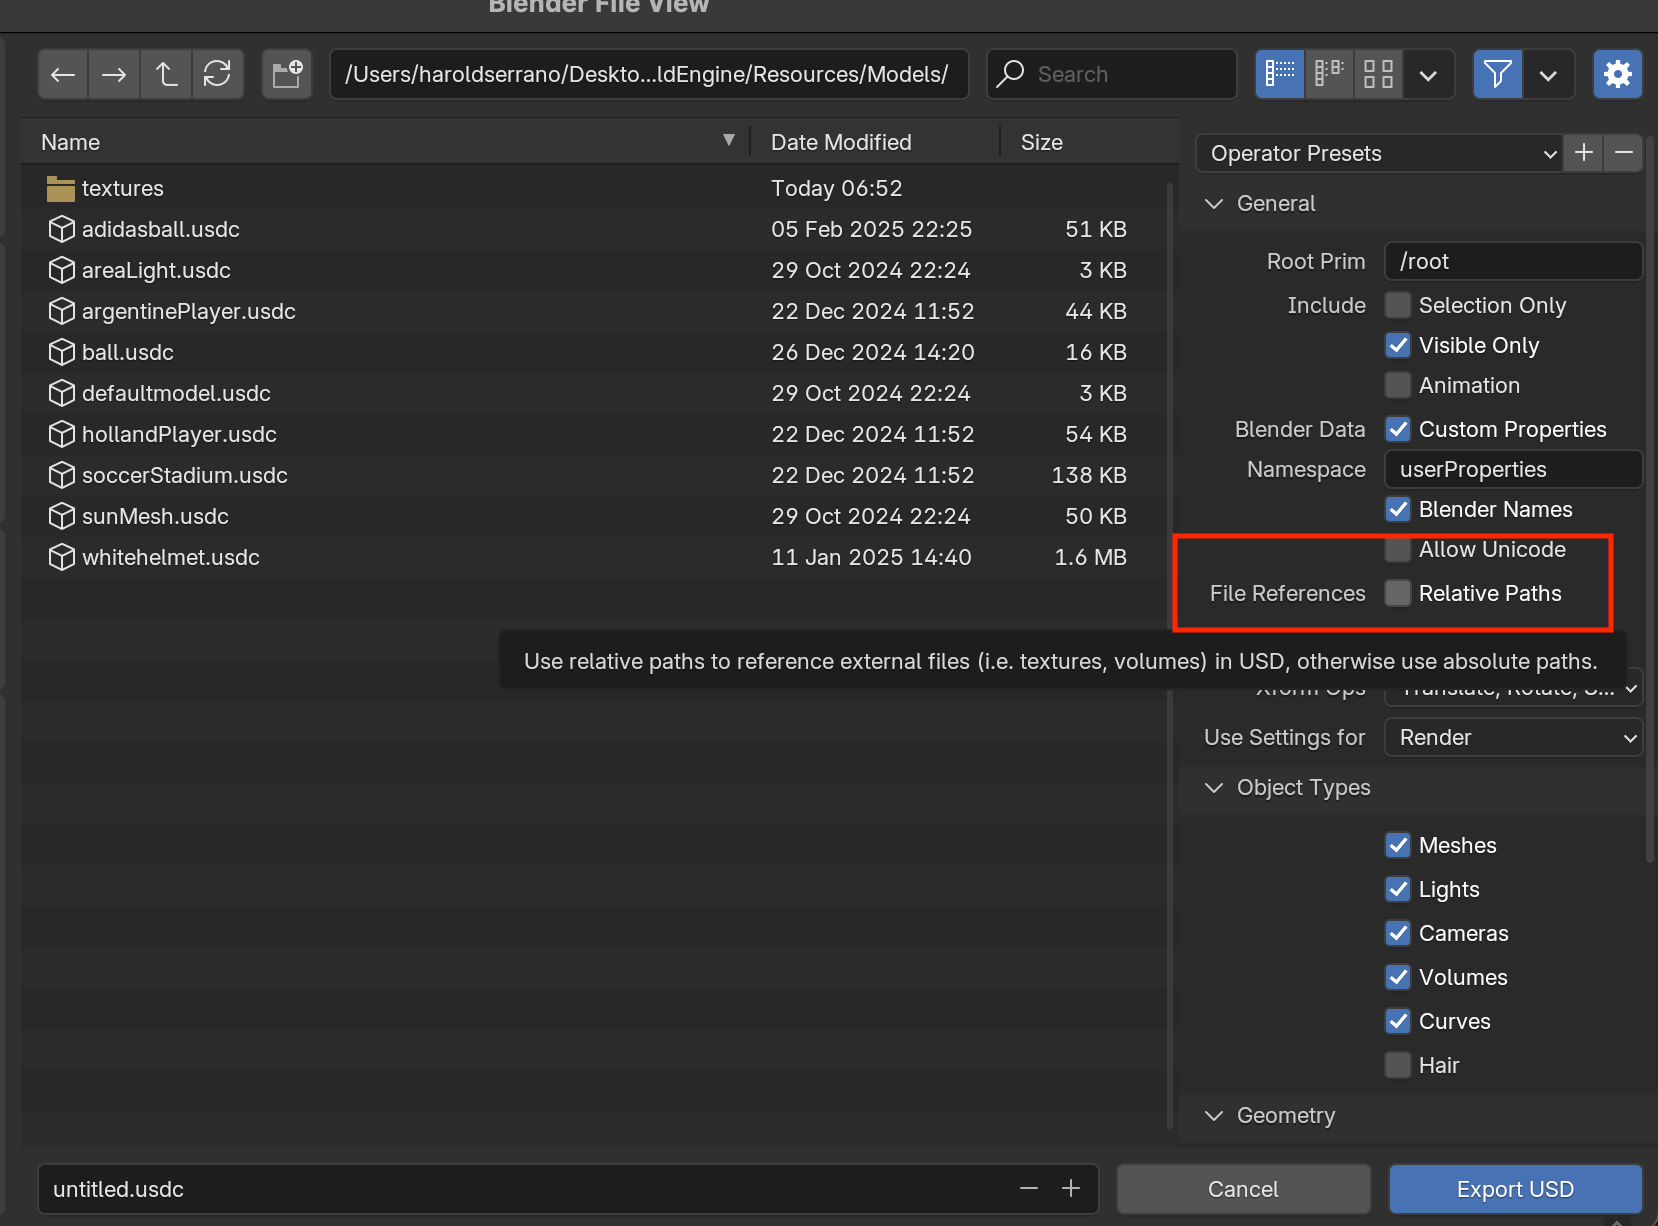 Blender File View
/Users/haroldserrano/Deskto...ldEngine/Resources/Models/
Search
Name
Date Modified
Size
textures
Today 06:52
adidasball.usdc
05 Feb 2025 22:25
51 KB
areaLight.usdc
29 Oct 2024 22:24
3 KB
argentinePlayer.usdc
22 Dec 2024 11:52
44 KB
ball.usdc
26 Dec 2024 14:20
16 KB
defaultmodel.usdc
29 Oct 2024 22:24
3 KB
hollandPlayer.usdc
22 Dec 2024 11:52
54 KB
soccerStadium.usdc
22 Dec 2024 11:52
138 KB
sunMesh.usdc
29 Oct 2024 22:24
50 KB
whitehelmet.usdc
11 Jan 2025 14:40
1.6 MB
Operator Presets
General
Root Prim
/root
Include
Selection Only
Visible Only
Animation
Blender Data
Custom Properties
Namespace
userProperties
Blender Names
Allow Unicode
File References
Relative Paths
Use relative paths to reference external files (i.e. textures, volumes) in USD, otherwise use absolute paths.
Xform Ops
Translate, Rotate, S...
Use Settings for
Render
Object Types
Meshes
Lights
Cameras
Volumes
Curves
Hair
Geometry
untitled.usdc
Cancel
Export USD